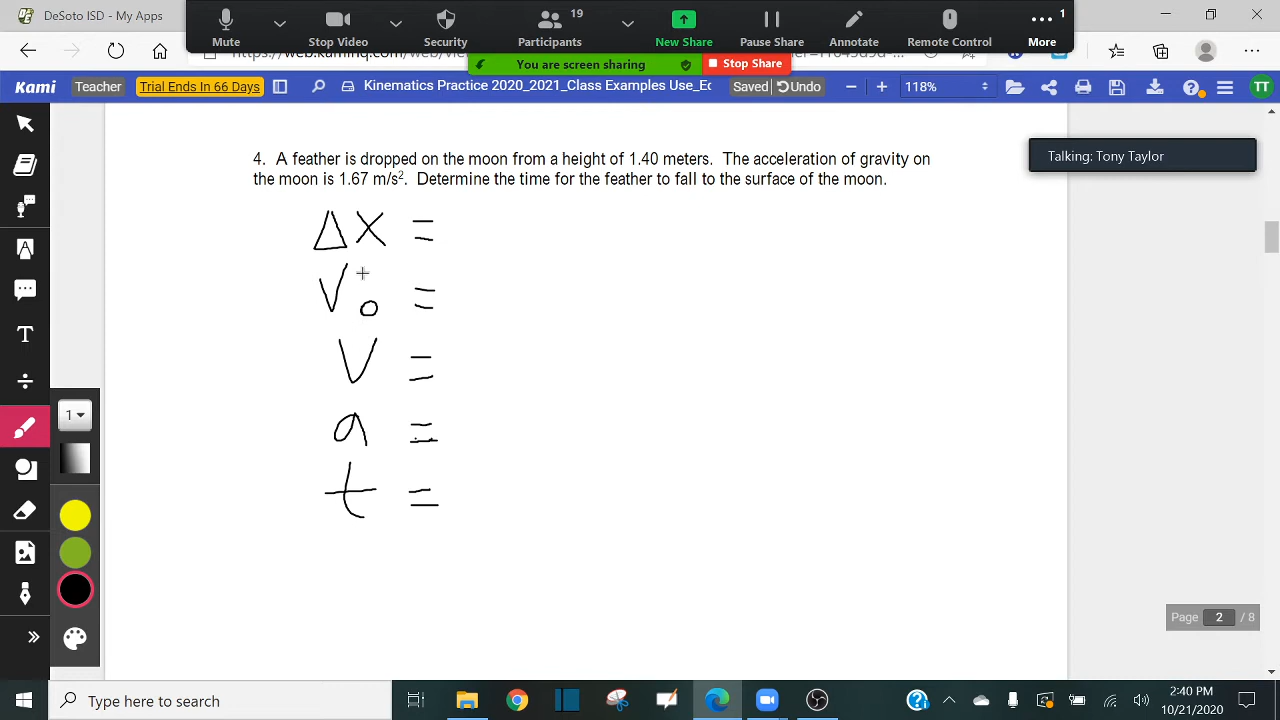 DeSoto ISD - My Apps
19
1
Mute
Stop Video
Security
Participants
New Share
Pause Share
Annotate
Remote Control
More
You are screen sharing
Stop Share
Kami
Teacher
Trial Ends In 66 Days
Kinematics Practice 2020_2021_Class Examples Use_Ec
Saved
Undo
118%
TT
Talking: Tony Taylor
4. A feather is dropped on the moon from a height of 1.40 meters. The acceleration of gravity on
the moon is 1.67 m/s². Determine the time for the feather to fall to the surface of the moon.
ΔX =
V₀ =
V =
a =
t =
1
Page 2 / 8
Type here to search
2:40 PM
10/21/2020